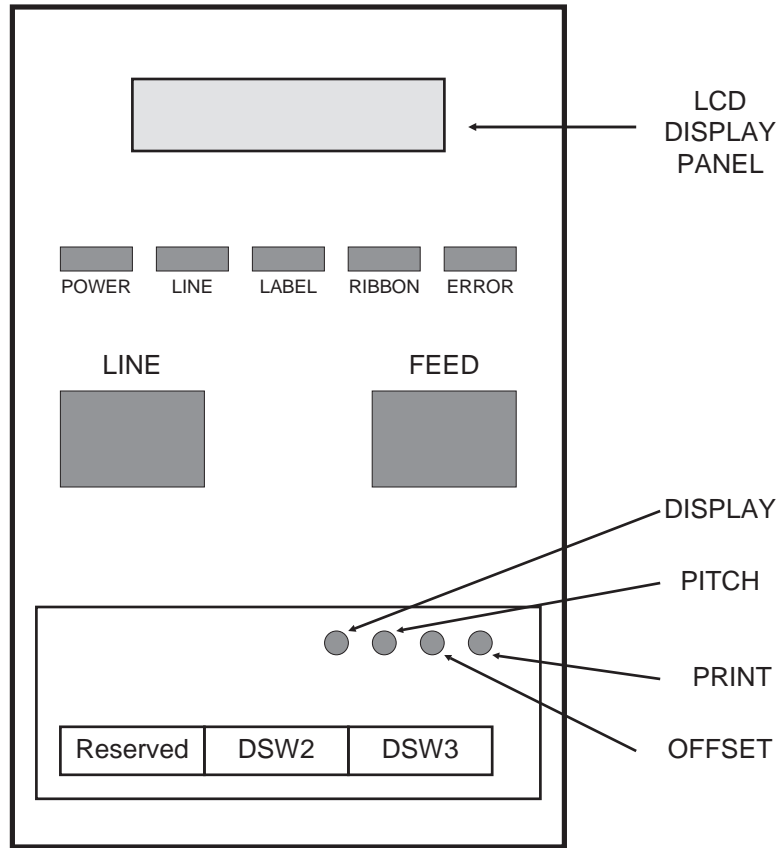 LCD
DISPLAY
PANEL
POWER LINE LABEL RIBBON ERROR
LINE FEED
DISPLAY
PITCH
PRINT
OFFSET
Reserved DSW2 DSW3